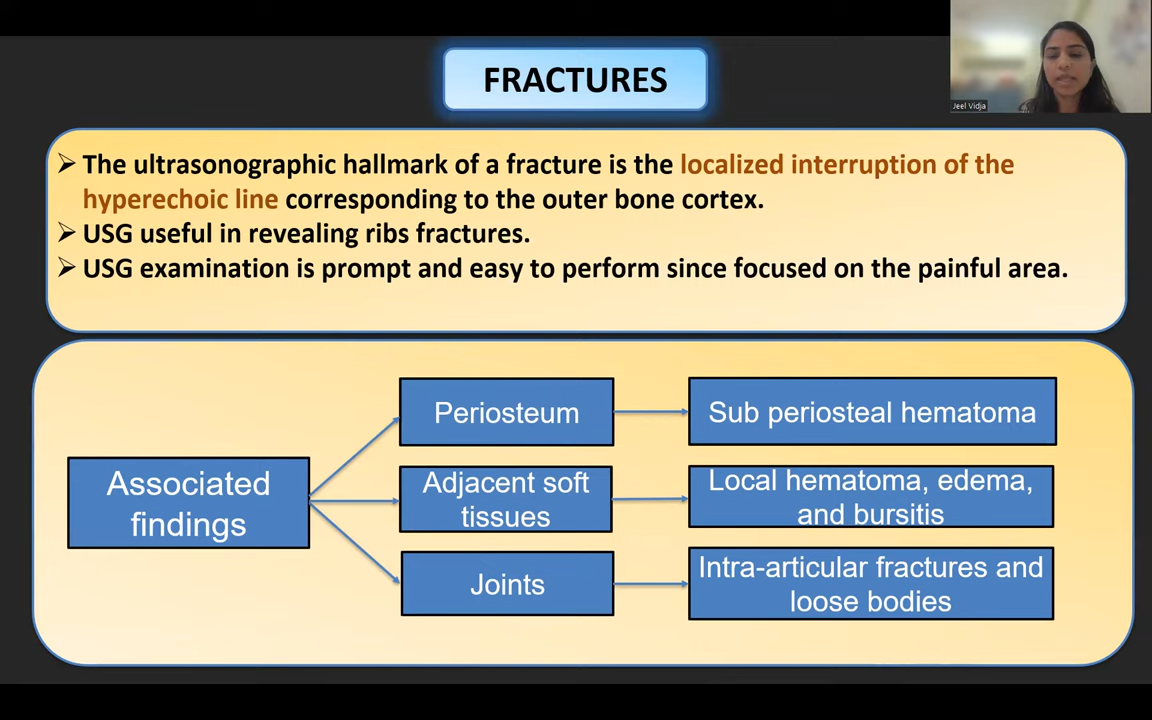 FRACTURES
Jeel Vidja
➢ The ultrasonographic hallmark of a fracture is the localized interruption of the
hyperechoic line corresponding to the outer bone cortex.
➢ USG useful in revealing ribs fractures.
➢ USG examination is prompt and easy to perform since focused on the painful area.
Associated
findings
Periosteum
Sub periosteal hematoma
Adjacent soft
tissues
Local hematoma, edema,
and bursitis
Joints
Intra-articular fractures and
loose bodies